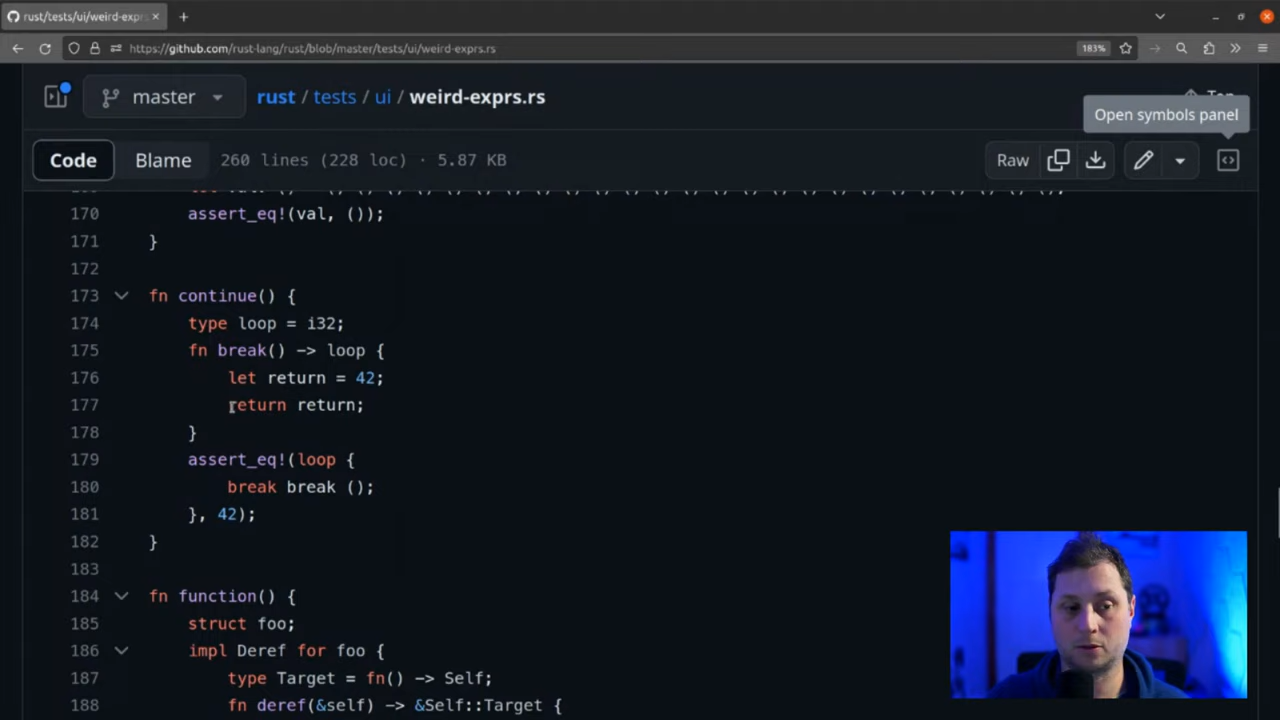 rust/tests/ui/weird-exprs
https://github.com/rust-lang/rust/blob/master/tests/ui/weird-exprs.rs
183%
master
rust / tests / ui / weird-exprs.rs
Open symbols panel
Code
Blame
260 lines (228 loc) · 5.87 KB
Raw
170 assert_eq!(val, ());
171 }
172
173 fn continue() {
174 type loop = i32;
175 fn break() -> loop {
176 let return = 42;
177 return return;
178 }
179 assert_eq!(loop {
180 break break ();
181 }, 42);
182 }
183
184 fn function() {
185 struct foo;
186 impl Deref for foo {
187 type Target = fn() -> Self;
188 fn deref(&self) -> &Self::Target {